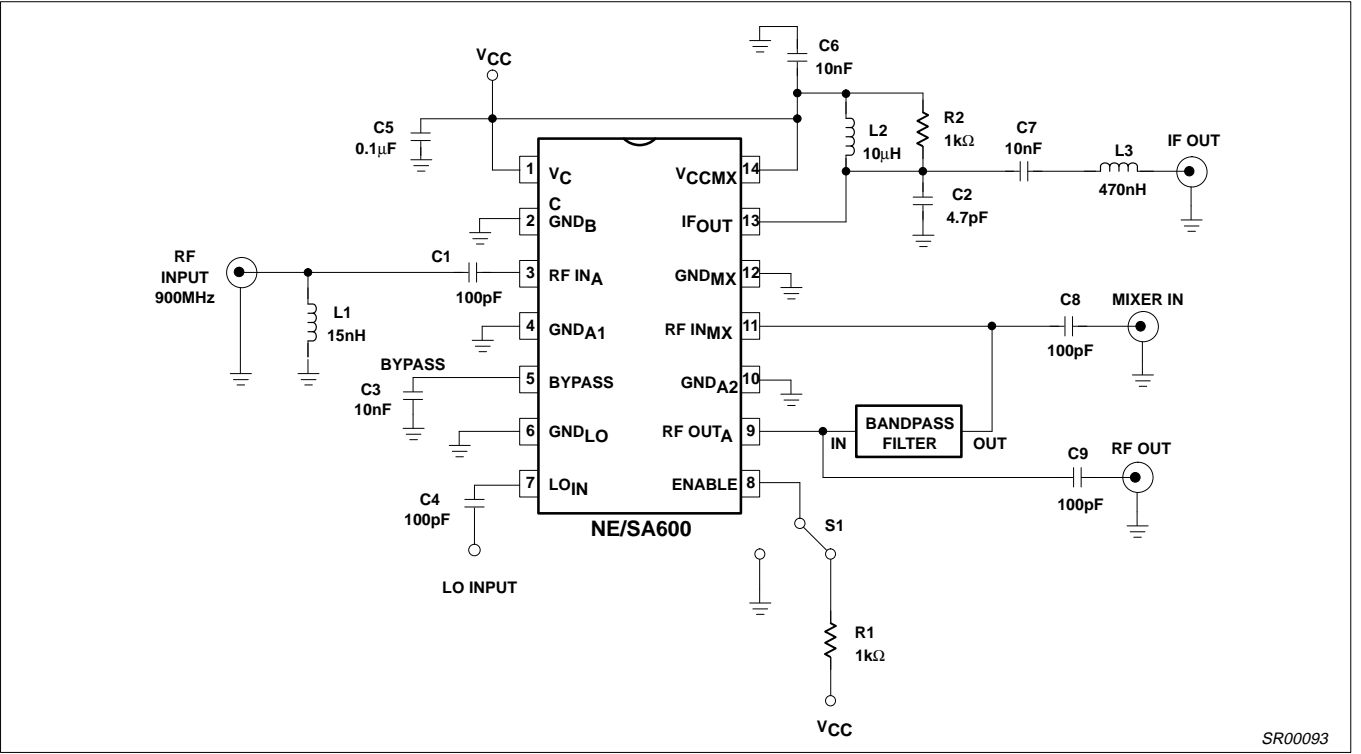 VCC
C5
0.1µF
C6
10nF
L2
10µH
R2
1kΩ
C7
10nF
L3
470nH
IF OUT
C2
4.7pF
RF
INPUT
900MHz
L1
15nH
C1
100pF
BYPASS
C3
10nF
C4
100pF
LO INPUT
1 VC
C
2 GNDB
3 RF INA
4 GNDA1
5 BYPASS
6 GNDLO
7 LOIN
VCCMX 14
IFOUT 13
GNDMX 12
RF INMX 11
GNDA2 10
RF OUTA 9
ENABLE 8
NE/SA600
C8
100pF
MIXER IN
IN
BANDPASS
FILTER
OUT
C9
100pF
RF OUT
S1
R1
1kΩ
VCC
SR00093